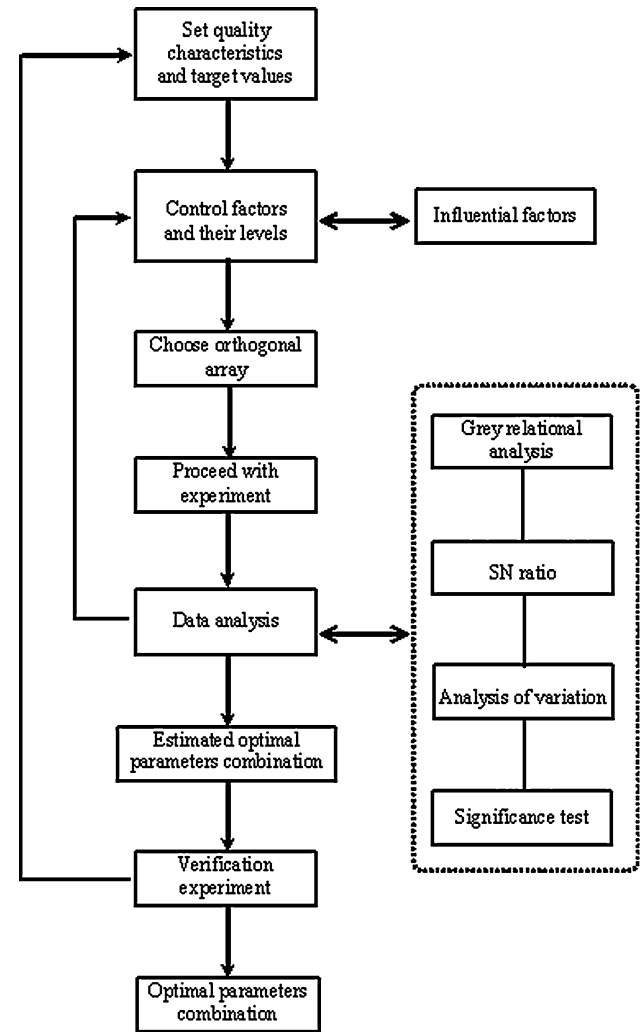 Set quality
characteristics
and target values
Control factors
and their levels
Influential factors
Choose orthogonal
array
Proceed with
experiment
Data analysis
Grey relational
analysis
SN ratio
Analysis of variation
Significance test
Estimated optimal
parameters combination
Verification
experiment
Optimal parameters
combination